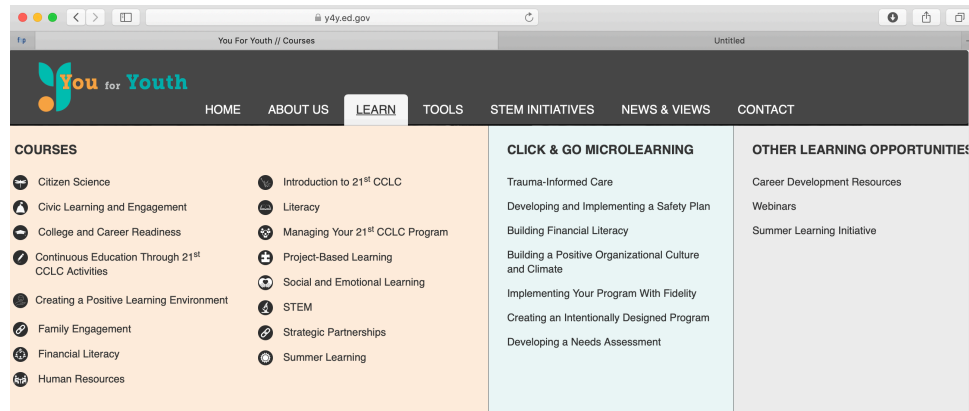 y4y.ed.gov
You For Youth // Courses
Untitled
You for Youth
HOME
ABOUT US
LEARN
TOOLS
STEM INITIATIVES
NEWS & VIEWS
CONTACT
COURSES
Citizen Science
Civic Learning and Engagement
College and Career Readiness
Continuous Education Through 21st
CCLC Activities
Creating a Positive Learning Environment
Family Engagement
Financial Literacy
Human Resources
Introduction to 21st CCLC
Literacy
Managing Your 21st CCLC Program
Project-Based Learning
Social and Emotional Learning
STEM
Strategic Partnerships
Summer Learning
CLICK & GO MICROLEARNING
Trauma-Informed Care
Developing and Implementing a Safety Plan
Building Financial Literacy
Building a Positive Organizational Culture
and Climate
Implementing Your Program With Fidelity
Creating an Intentionally Designed Program
Developing a Needs Assessment
OTHER LEARNING OPPORTUNITIES
Career Development Resources
Webinars
Summer Learning Initiative